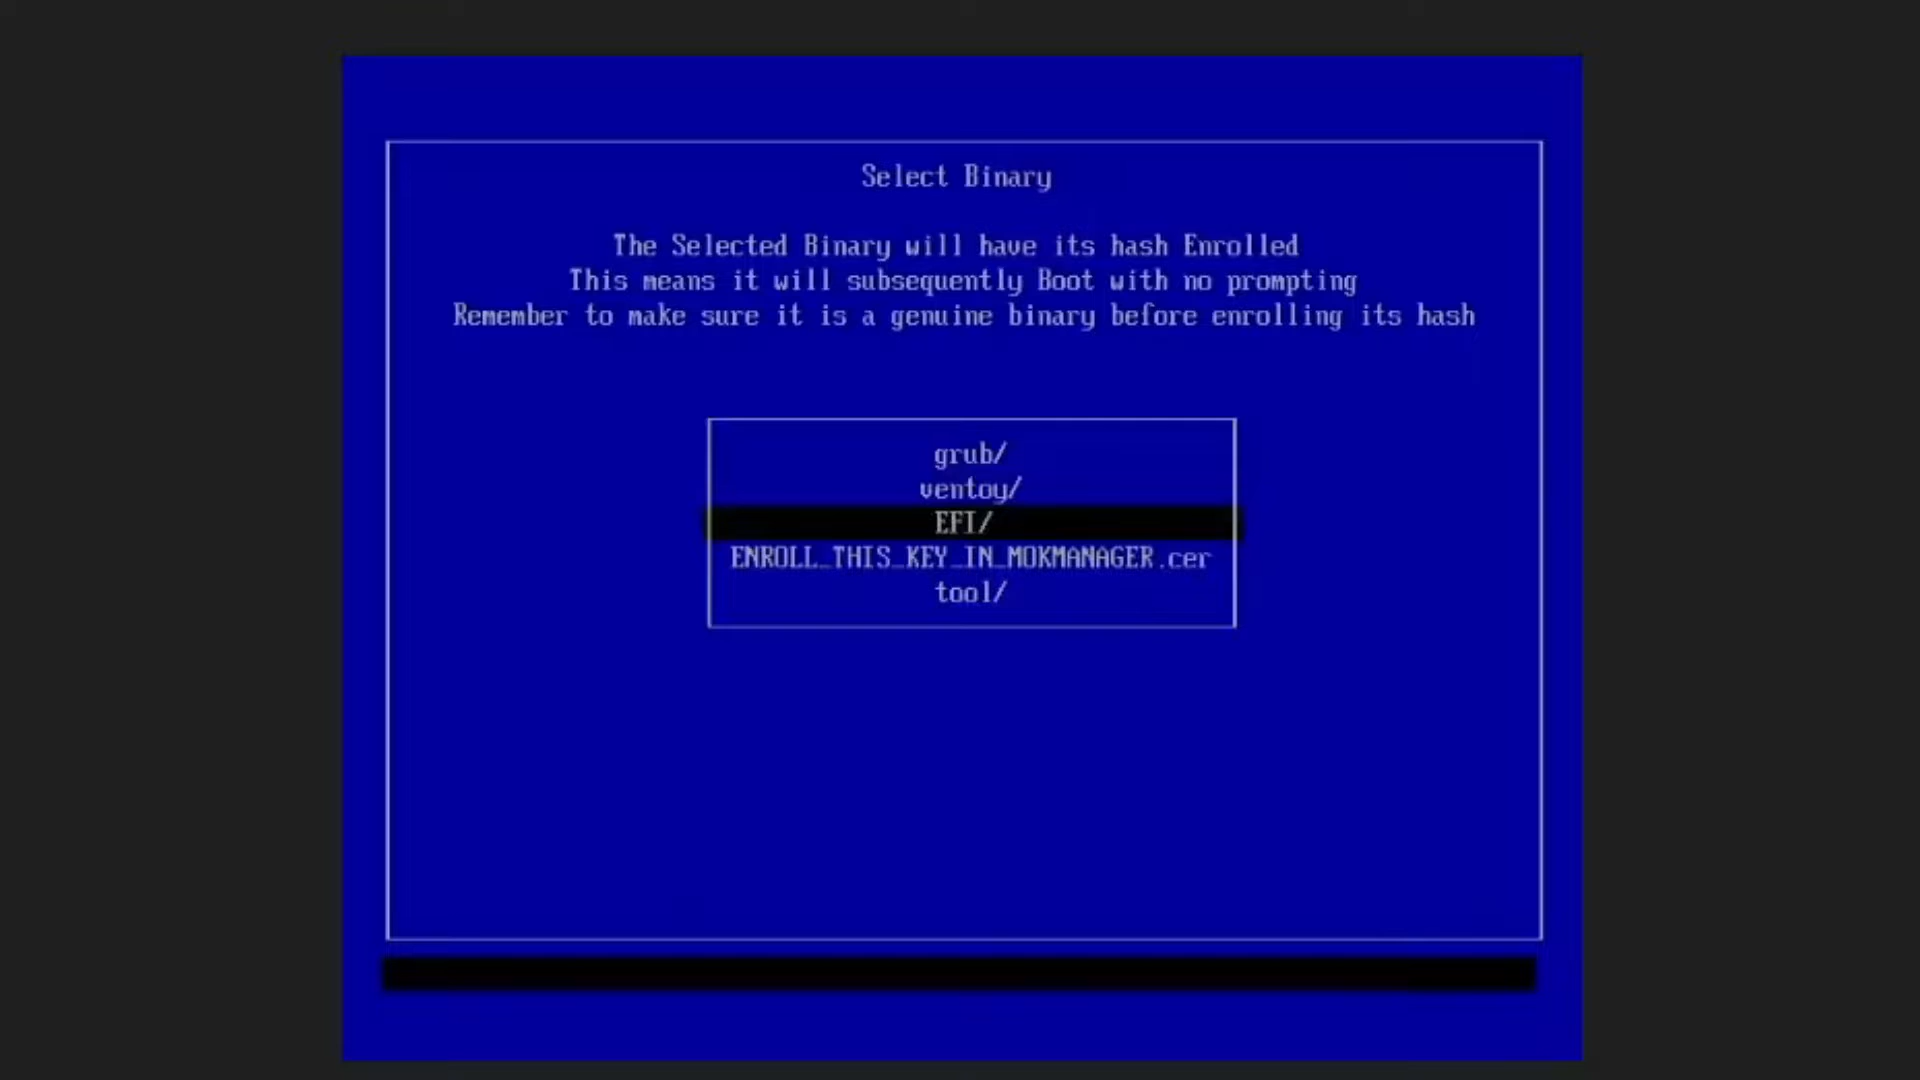 Select Binary
The Selected Binary will have its hash Enrolled
This means it will subsequently Boot with no prompting
Remember to make sure it is a genuine binary before enrolling its hash
grub/
ventoy/
EFI/
ENROLL_THIS_KEY_IN_MOKMANAGER.cer
tool/